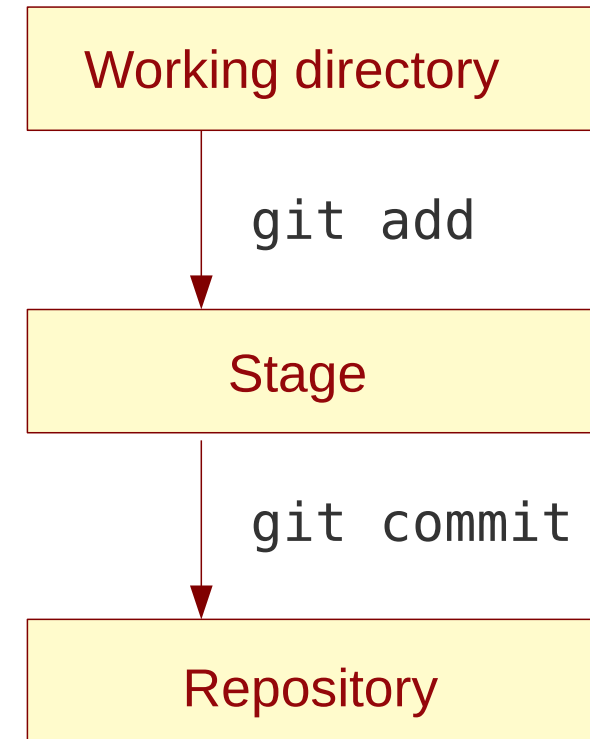 Working directory
git add
Stage
git commit
Repository